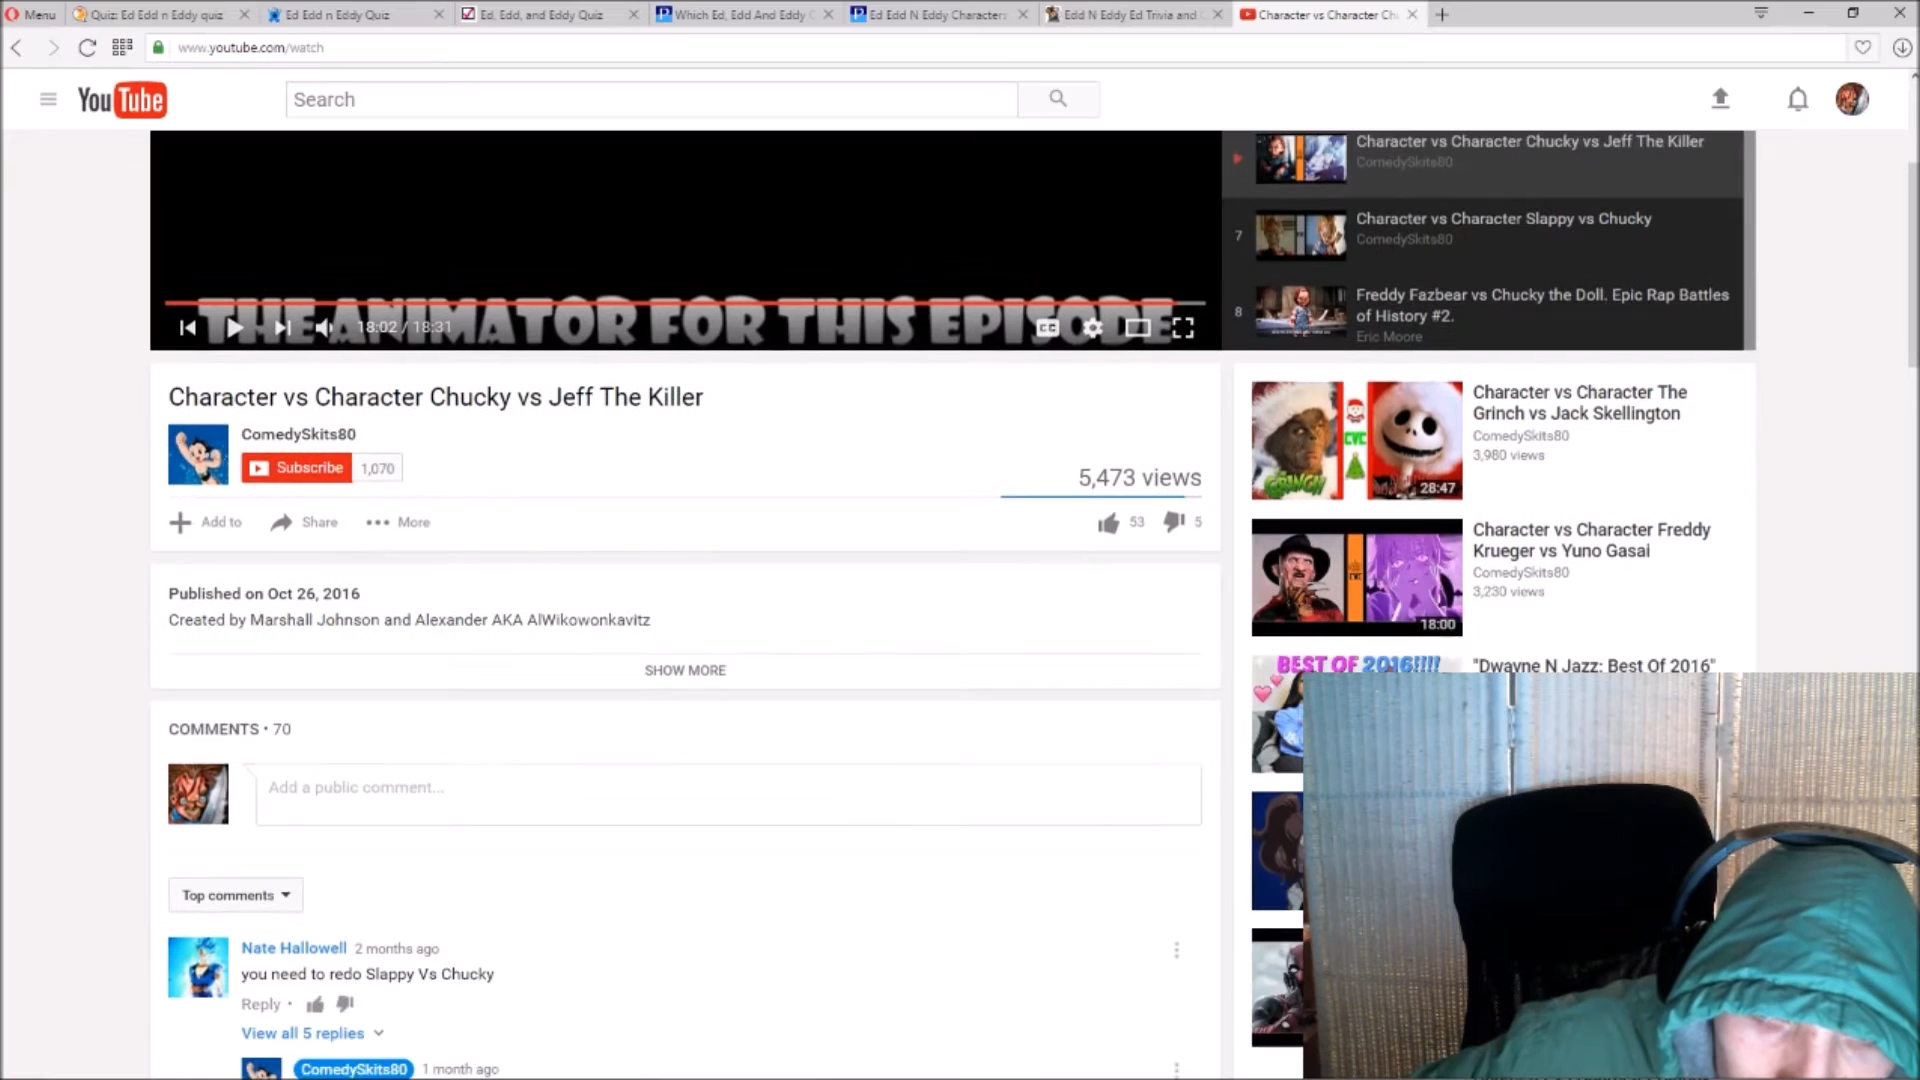 Menu
Quiz: Ed Edd n Eddy quiz
Ed Edd n Eddy Quiz
Ed, Edd, and Eddy Quiz
Which Ed, Edd And Eddy
Ed Edd N Eddy Character
Edd N Eddy Ed Trivia and
Character vs Character Ch
www.youtube.com/watch
YouTube
Search
Character vs Character Chucky vs Jeff The Killer
ComedySkits80
7
Character vs Character Slappy vs Chucky
ComedySkits80
8
Freddy Fazbear vs Chucky the Doll. Epic Rap Battles
of History #2.
Eric Moore
THE ANIMATOR FOR THIS EPISODE
18:02 / 18:31
CC
Character vs Character Chucky vs Jeff The Killer
ComedySkits80
Subscribe
1,070
5,473 views
Add to
Share
More
53
5
Published on Oct 26, 2016
Created by Marshall Johnson and Alexander AKA AlWikowonkavitz
SHOW MORE
COMMENTS • 70
Add a public comment...
Top comments
Nate Hallowell 2 months ago
you need to redo Slappy Vs Chucky
Reply •
View all 5 replies
ComedySkits80 1 month ago
GRINCH
CVC
28:47
Character vs Character The
Grinch vs Jack Skellington
ComedySkits80
3,980 views
18:00
Character vs Character Freddy
Krueger vs Yuno Gasai
ComedySkits80
3,230 views
BEST OF 2016!!!!
"Dwayne N Jazz: Best Of 2016"